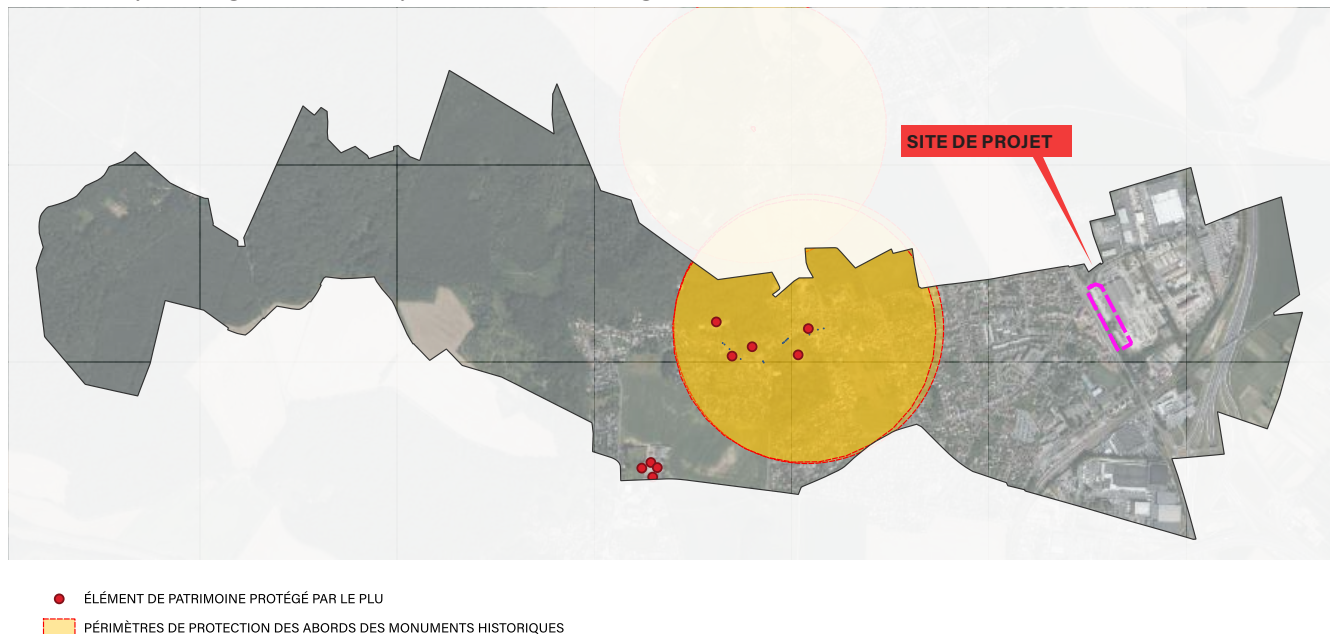 SITE DE PROJET
ÉLÉMENT DE PATRIMOINE PROTÉGÉ PAR LE PLU
PÉRIMÈTRES DE PROTECTION DES ABORDS DES MONUMENTS HISTORIQUES